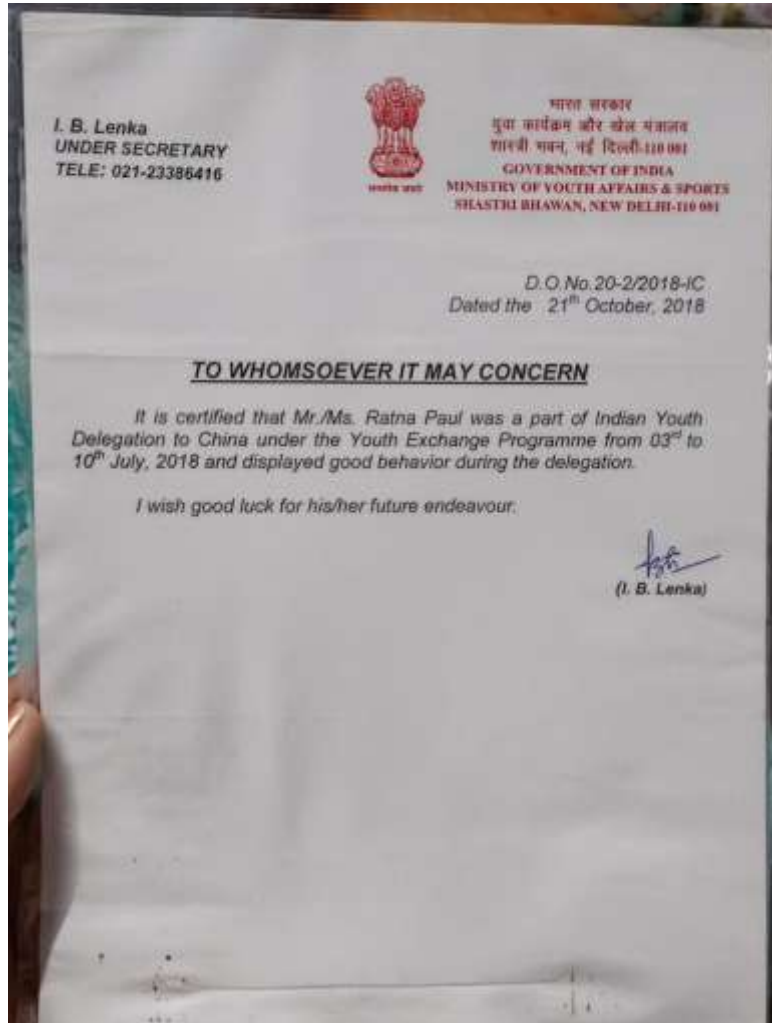 I. B. Lenka
UNDER SECRETARY
TELE: 021-23386416
भारत सरकार
युवा कार्यक्रम और खेल मंत्रालय
शास्त्री भवन, नई दिल्ली-110 001
GOVERNMENT OF INDIA
MINISTRY OF YOUTH AFFAIRS & SPORTS
SHASTRI BHAWAN, NEW DELHI-110 001
सत्यमेव जयते
D.O.No.20-2/2018-IC
Dated the 21th October, 2018
TO WHOMSOEVER IT MAY CONCERN
It is certified that Mr./Ms. Ratna Paul was a part of Indian Youth
Delegation to China under the Youth Exchange Programme from 03rd to
10th July, 2018 and displayed good behavior during the delegation.
I wish good luck for his/her future endeavour.
(I. B. Lenka)